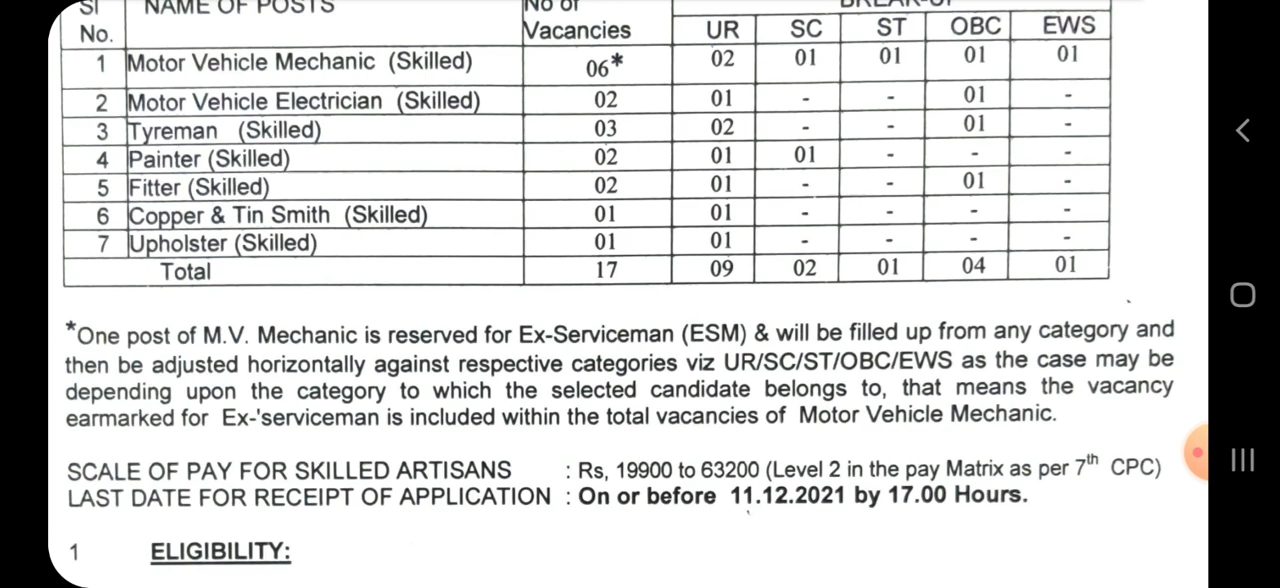 Sl NAME OF POSTS No of BREAK-UP
No. Vacancies UR SC ST OBC EWS
1 Motor Vehicle Mechanic (Skilled) 06* 02 01 01 01 01
2 Motor Vehicle Electrician (Skilled) 02 01 - - 01 -
3 Tyreman (Skilled) 03 02 - - 01 -
4 Painter (Skilled) 02 01 01 - - -
5 Fitter (Skilled) 02 01 - - 01 -
6 Copper & Tin Smith (Skilled) 01 01 - - - -
7 Upholster (Skilled) 01 01 - - - -
Total 17 09 02 01 04 01
*One post of M.V. Mechanic is reserved for Ex-Serviceman (ESM) & will be filled up from any category and
then be adjusted horizontally against respective categories viz UR/SC/ST/OBC/EWS as the case may be
depending upon the category to which the selected candidate belongs to, that means the vacancy
earmarked for Ex-'serviceman is included within the total vacancies of Motor Vehicle Mechanic.
SCALE OF PAY FOR SKILLED ARTISANS : Rs, 19900 to 63200 (Level 2 in the pay Matrix as per 7th CPC)
LAST DATE FOR RECEIPT OF APPLICATION : On or before 11.12.2021 by 17.00 Hours.
1 ELIGIBILITY: